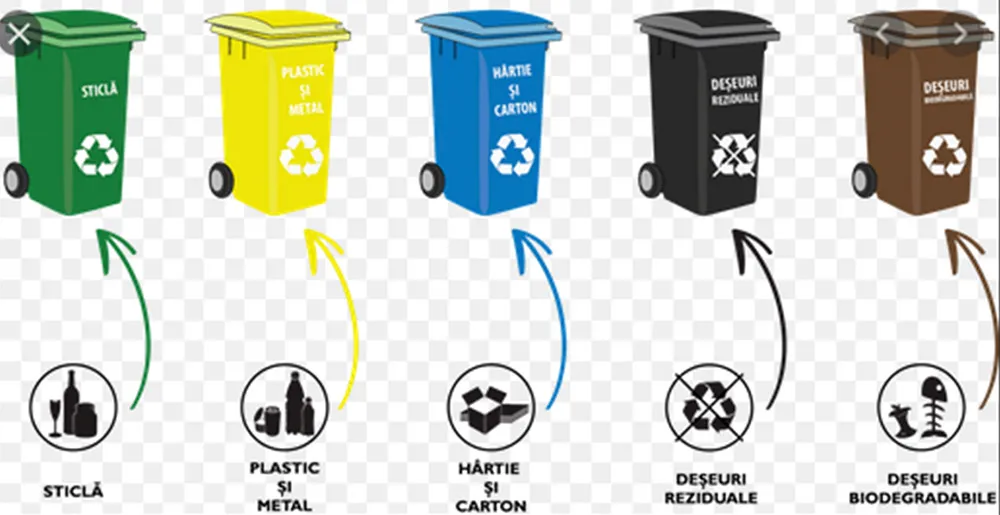 STICLĂ
PLASTIC
ȘI
METAL
HÂRTIE
ȘI
CARTON
DEȘEURI
REZIDUALE
DEȘEURI
BIODEGRADABILE
STICLĂ
PLASTIC
ȘI
METAL
HÂRTIE
ȘI
CARTON
DEȘEURI
REZIDUALE
DEȘEURI
BIODEGRADABILE